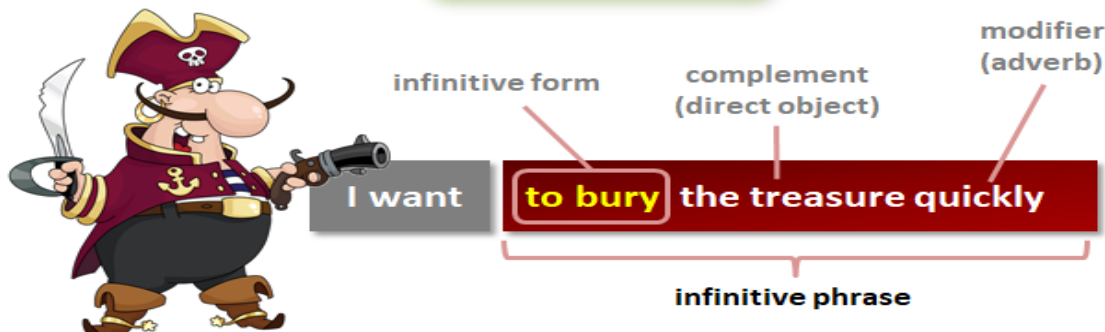 modifier
(adverb)
infinitive form
complement
(direct object)
I want to bury the treasure quickly
infinitive phrase